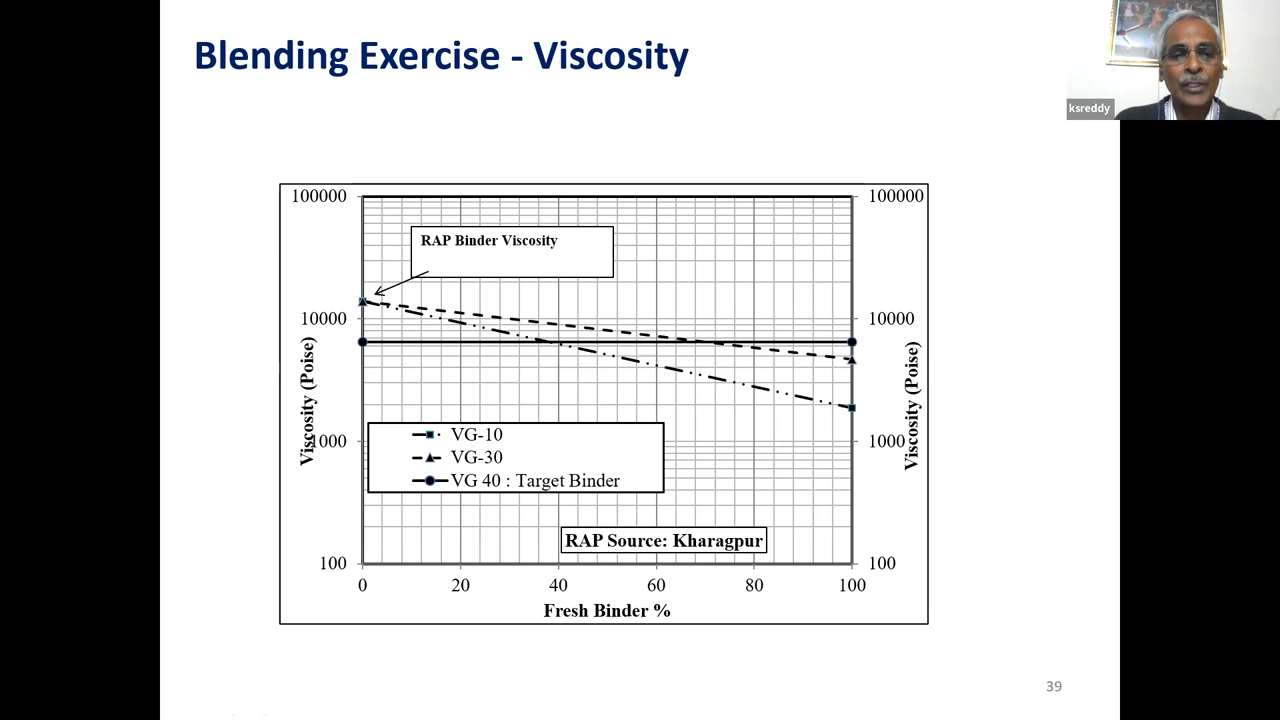 Blending Exercise - Viscosity
ksreddy
100000
10000
1000
100
Viscosity (Poise)
RAP Binder Viscosity
VG-10
VG-30
VG 40 : Target Binder
RAP Source: Kharagpur
100000
10000
1000
100
Viscosity (Poise)
0 20 40 60 80 100
Fresh Binder %
39